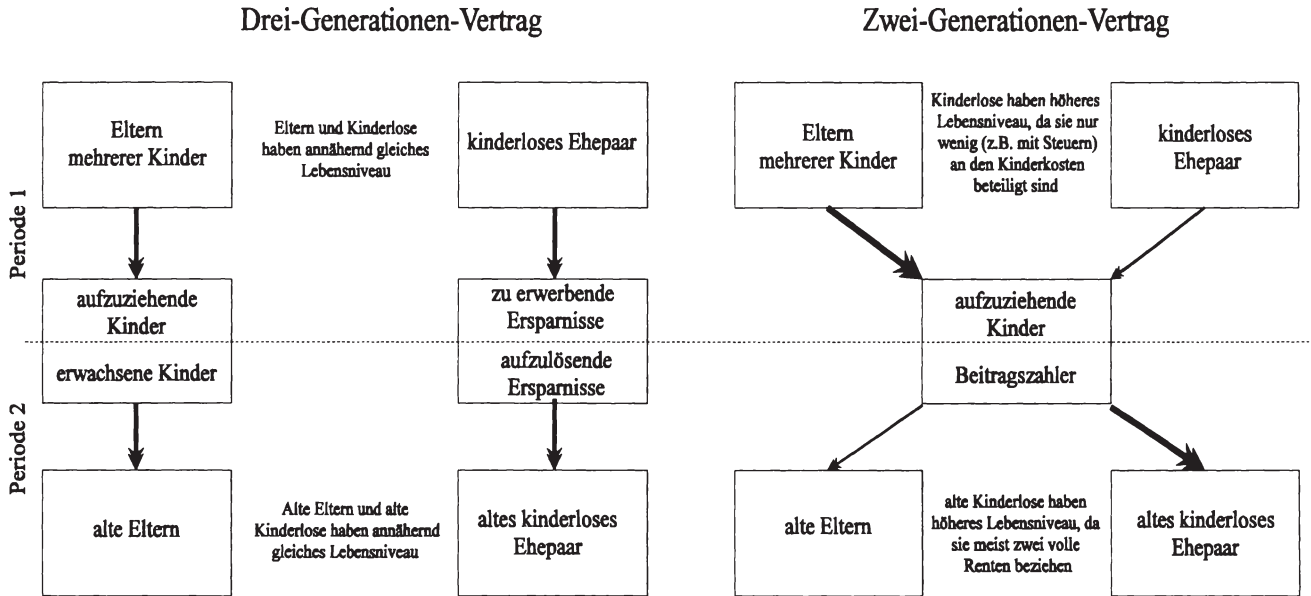 Drei-Generationen-Vertrag
Eltern
mehrerer Kinder
Eltern und Kinderlose
haben annähernd gleiches
Lebensniveau
kinderloses Ehepaar
Periode 1
aufzuziehende
Kinder
zu erwerbende
Ersparnisse
erwachsene Kinder
aufzulösende
Ersparnisse
Periode 2
alte Eltern
Alte Eltern und alte
Kinderlose haben annähernd
gleiches Lebensniveau
altes kinderloses
Ehepaar
Zwei-Generationen-Vertrag
Eltern
mehrerer Kinder
Kinderlose haben höheres
Lebensniveau, da sie nur
wenig (z.B. mit Steuern)
an den Kinderkosten
beteiligt sind
kinderloses
Ehepaar
aufzuziehende
Kinder
Beitragszahler
alte Eltern
alte Kinderlose haben
höheres Lebensniveau, da
sie meist zwei volle
Renten beziehen
altes kinderloses
Ehepaar